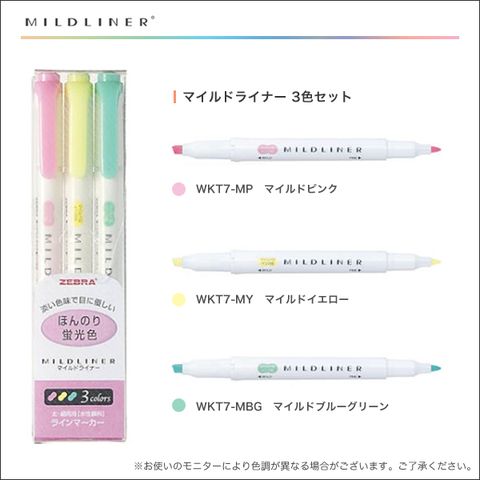 MILDLINER®
マイルドライナー 3色セット
MILDLINER
WKT7-MP マイルドピンク
MILDLINER
WKT7-MY マイルドイエロー
MILDLINER
WKT7-MBG マイルドブルーグリーン
ZEBRA
淡い色味で目に優しい
ほんのり
蛍光色
MILDLINER
マイルドライナー
3colors
ラインマーカー
※お使いのモニターにより色調が異なる場合がございます。ご了承ください。